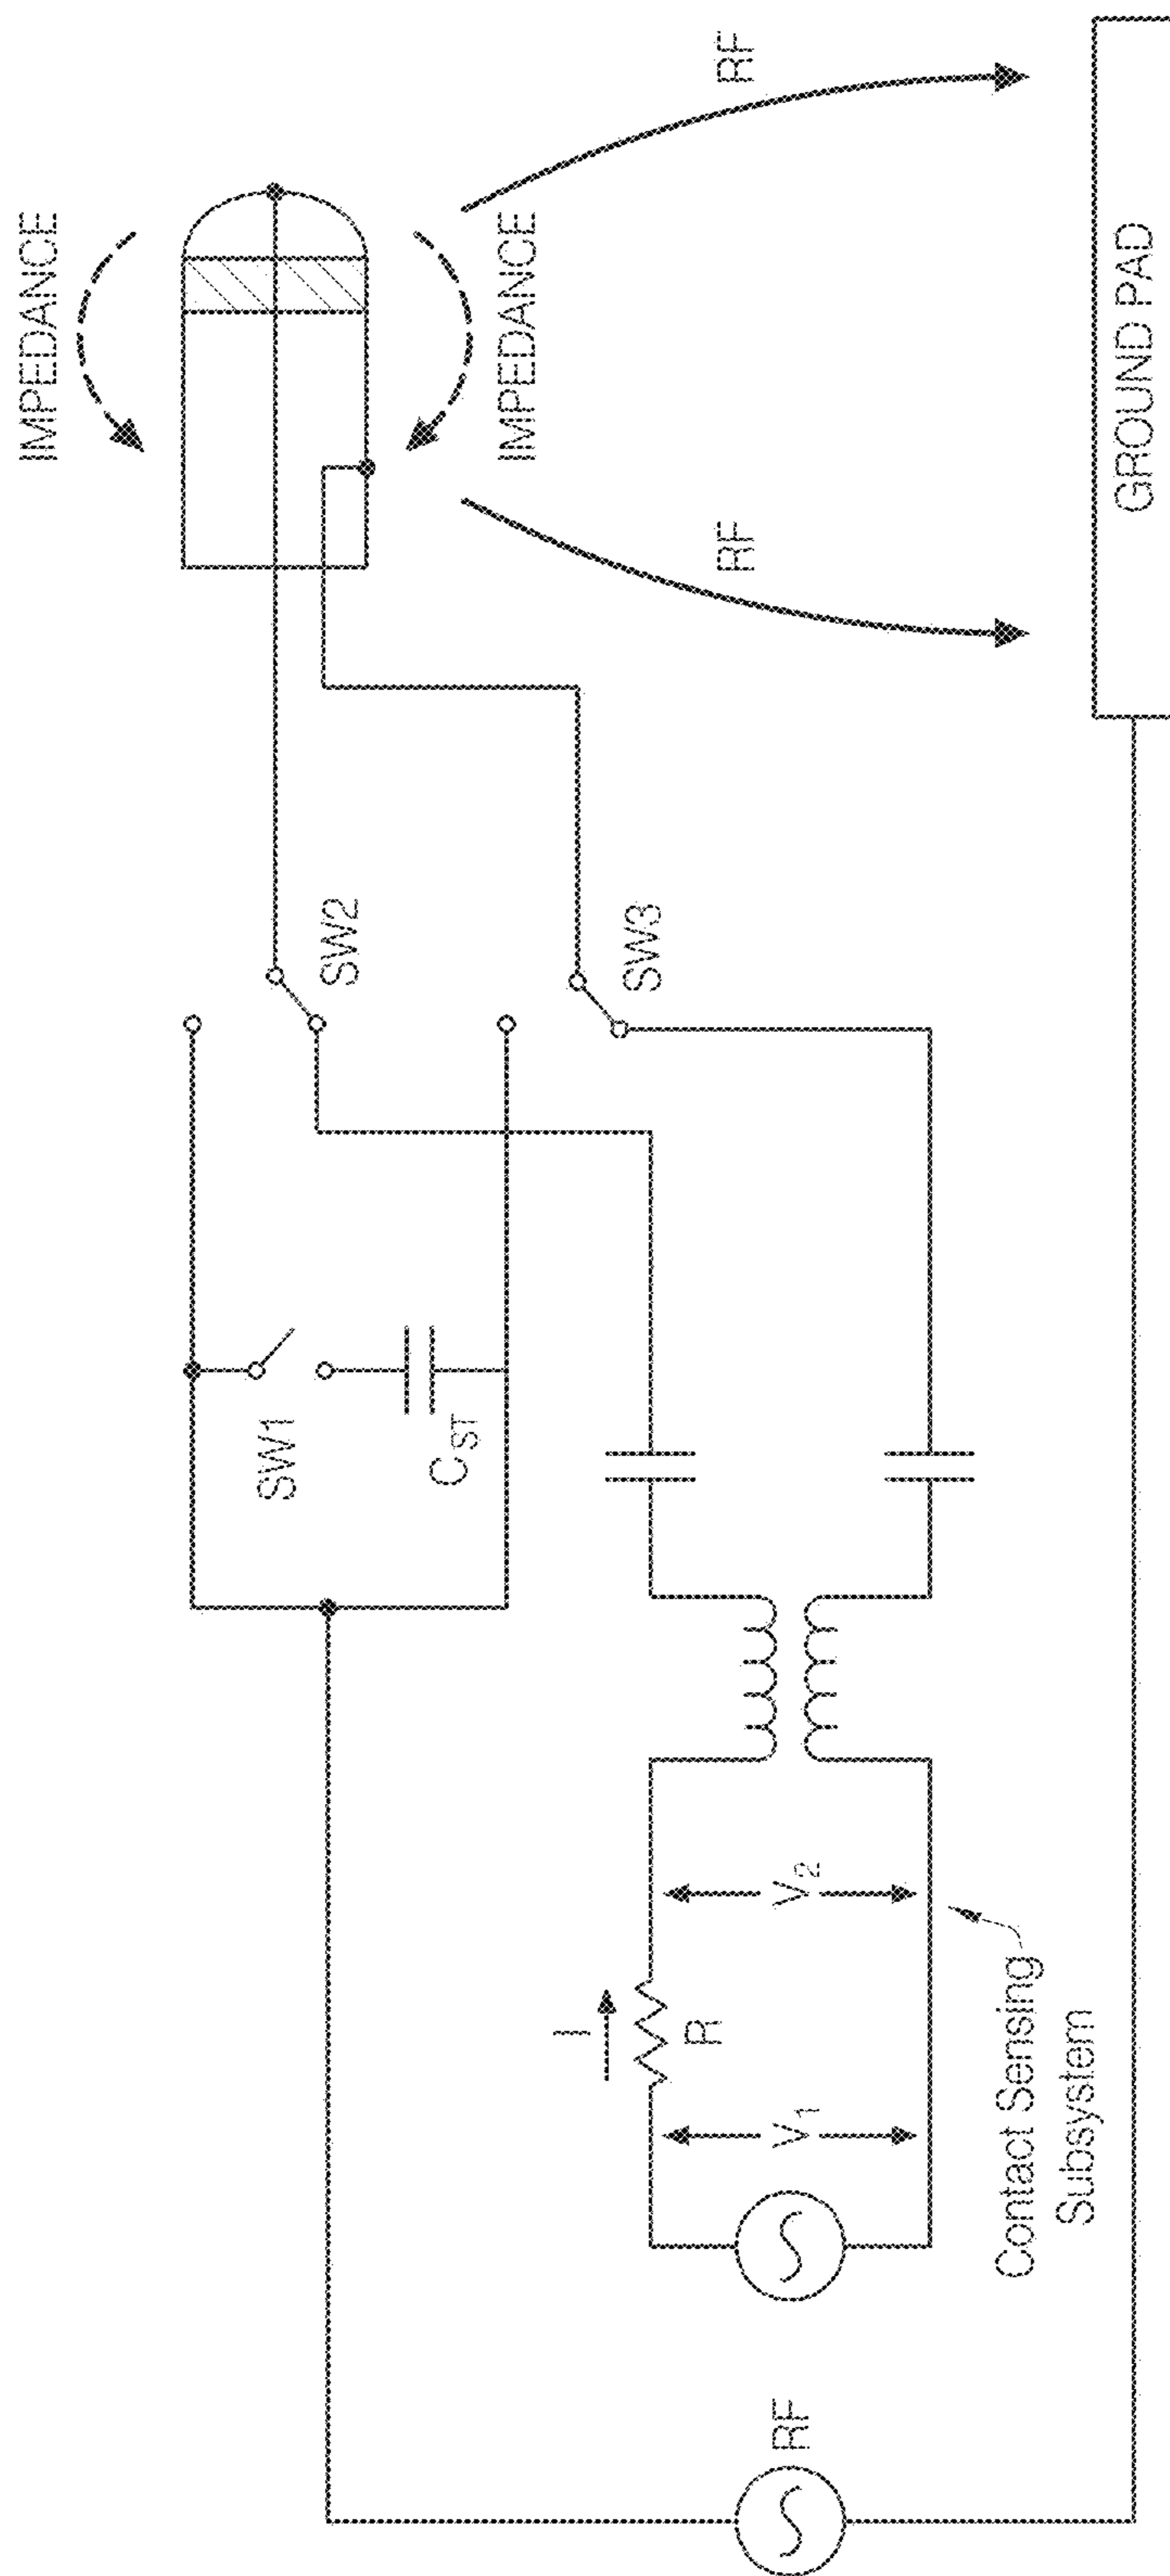 IMPEDANCE
IMPEDANCE
RF
RF
GROUND PAD
SW2
SW3
SW1
C_ST
I
R
V₁
V₂
Contact Sensing
Subsystem
RF